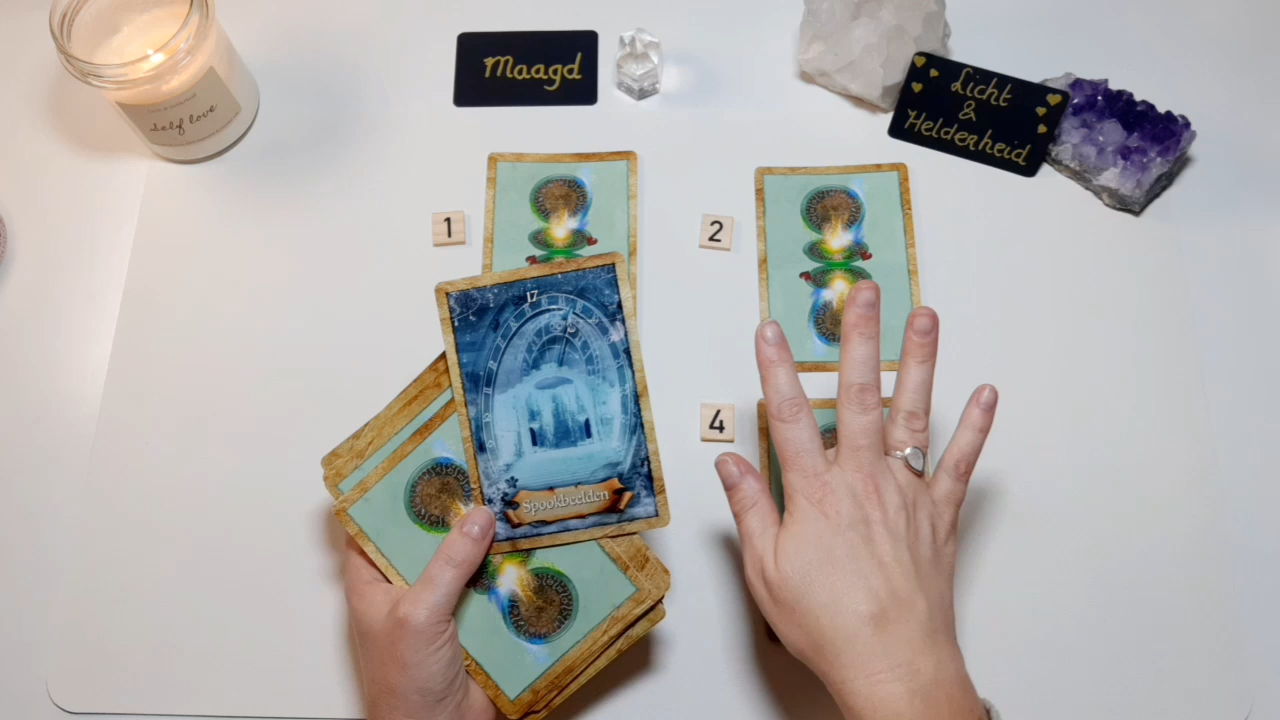 Self love
Maagd
Licht
&
Helderheid
1
2
17
Spookbeelden
4